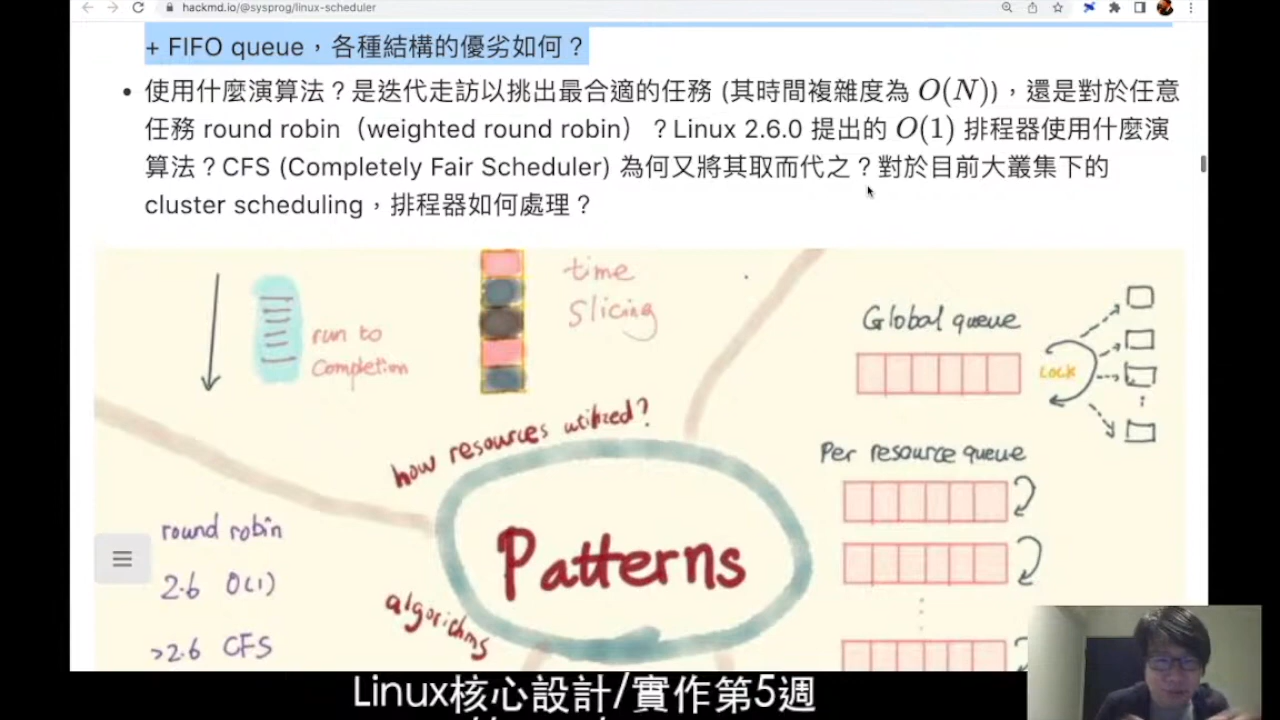 hackmd.io/@sysprog/linux-scheduler
+ FIFO queue，各種結構的優劣如何？
• 使用什麼演算法？是迭代走訪以挑出最合適的任務 (其時間複雜度為 O(N))，還是對於任意
任務 round robin（weighted round robin）？Linux 2.6.0 提出的 O(1) 排程器使用什麼演
算法？CFS (Completely Fair Scheduler) 為何又將其取而代之？對於目前大叢集下的
cluster scheduling，排程器如何處理？
time
slicing
run to
completion
Global queue
Lock
how resources utilized?
Per resource queue
Patterns
round robin
2.6 O(1)
algorithms
>2.6 CFS
Linux核心設計/實作第5週